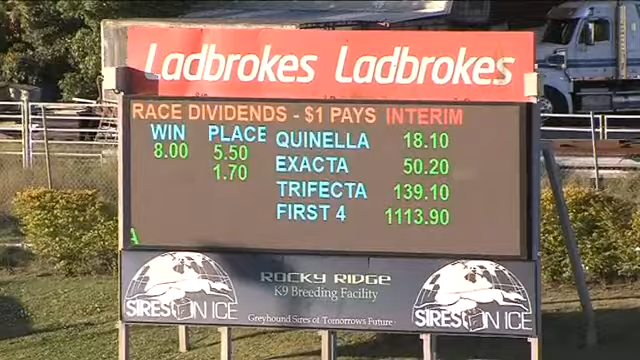 Ladbrokes Ladbrokes
RACE DIVIDENDS - $1 PAYS INTERIM
WIN PLACE QUINELLA 18.10
8.00 5.50 EXACTA 50.20
1.70 TRIFECTA 139.10
FIRST 4 1113.90
A
SIRES ON ICE
ROCKY RIDGE
K9 Breeding Facility
Greyhound Sires of Tomorrows Future
SIRES ON ICE